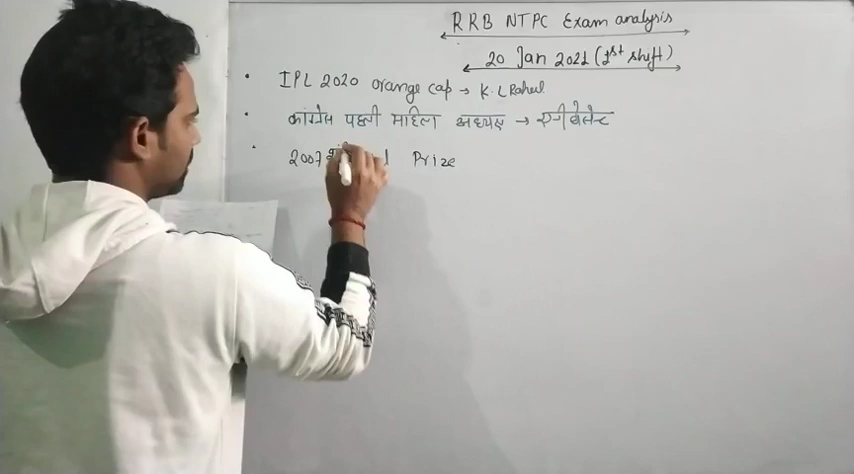 RRB NTPC Exam analysis
20 Jan 2021 (1st shift)
IPL 2020 orange cap → K.L Rahul
कांग्रेस पहली महिला अध्यक्ष → एनी बेसेंट
2007 Prize